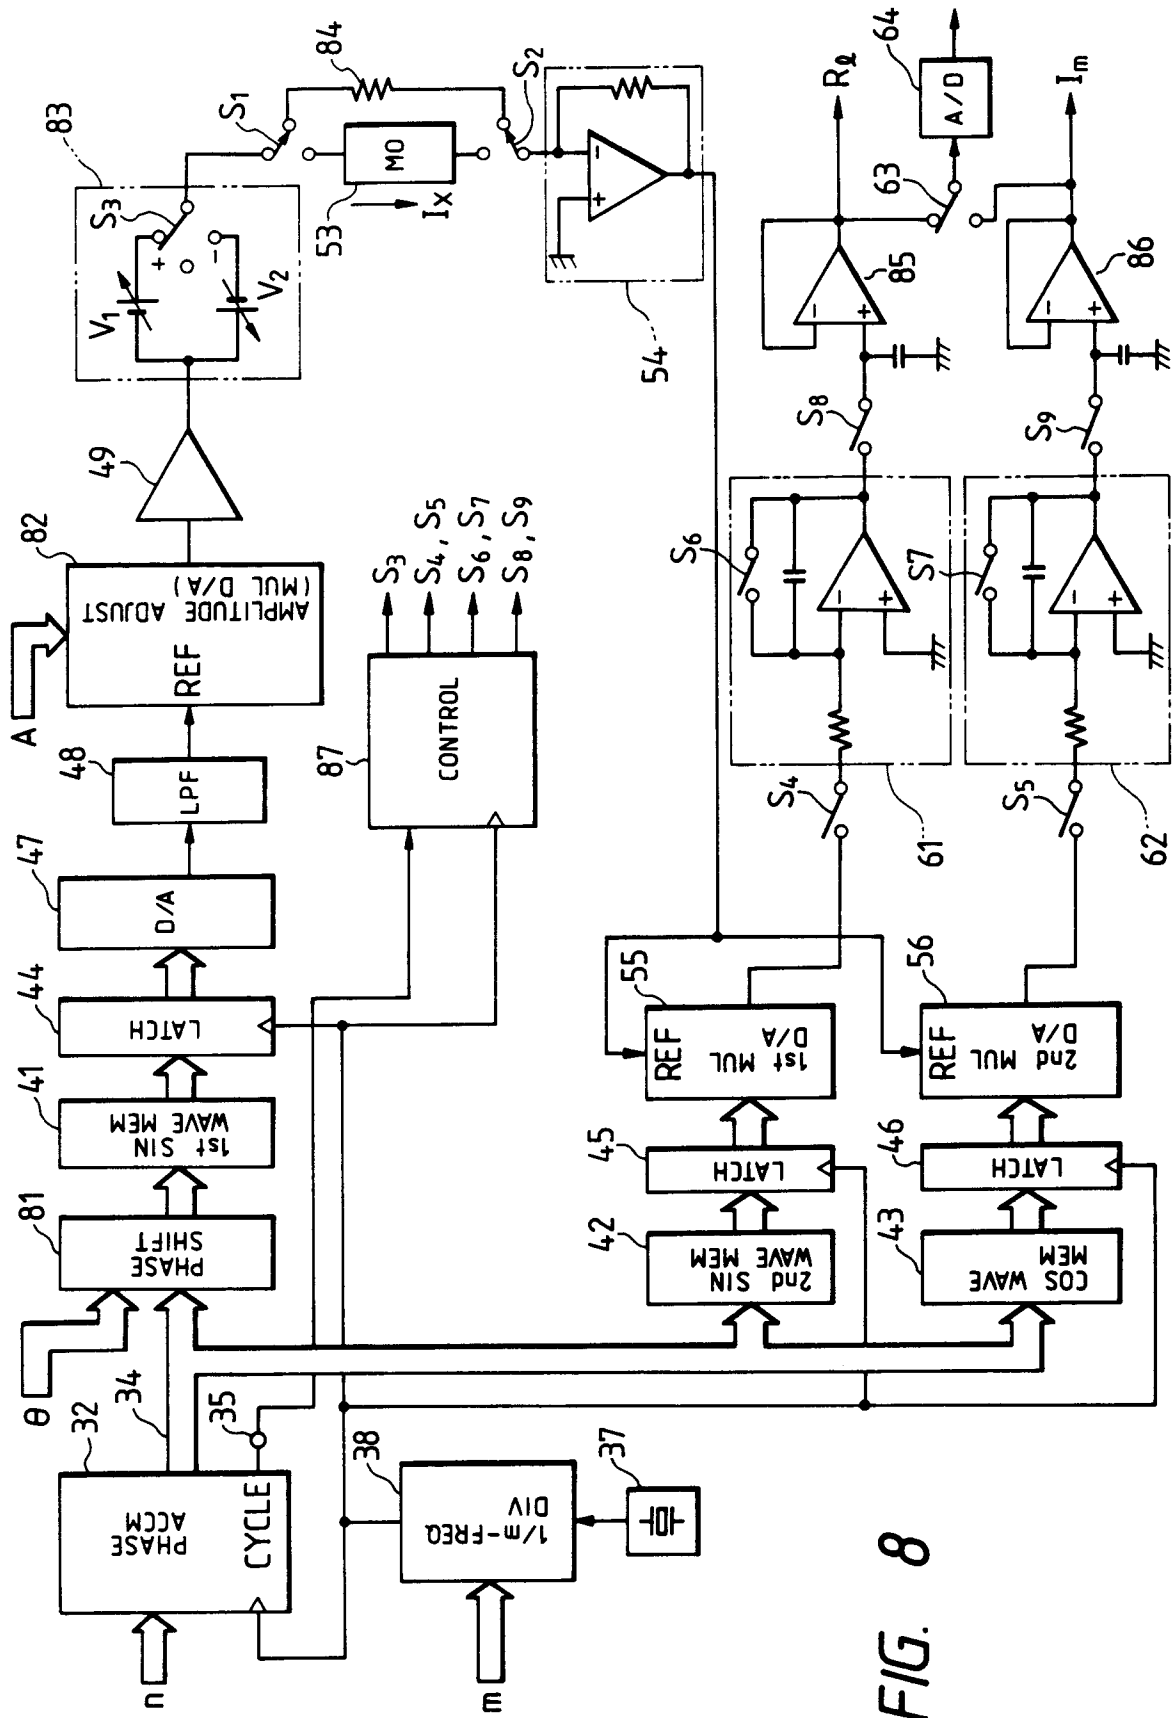 n
32
PHASE
ACCM
CYCLE
34
35
θ
81
PHASE
SHIFT
41
1st SIN
WAVE MEM
44
LATCH
47
D/A
48
LPF
A
82
REF
AMPLITUDE ADJUST
(MUL D/A)
49
83
V1
V2
S3
+
-
S1
84
53
MO
IX
S2
54
+
-
m
38
1/m-FREQ
DIV
37
87
CONTROL
S3
S4, S5
S6, S7
S8, S9
42
2nd SIN
WAVE MEM
45
LATCH
55
REF
1st MUL
D/A
S4
61
S6
-
+
S8
85
-
+
Rℓ
63
64
A/D
43
COS WAVE
MEM
46
LATCH
56
REF
2nd MUL
D/A
S5
62
S7
-
+
S9
86
-
+
Im
FIG. 8